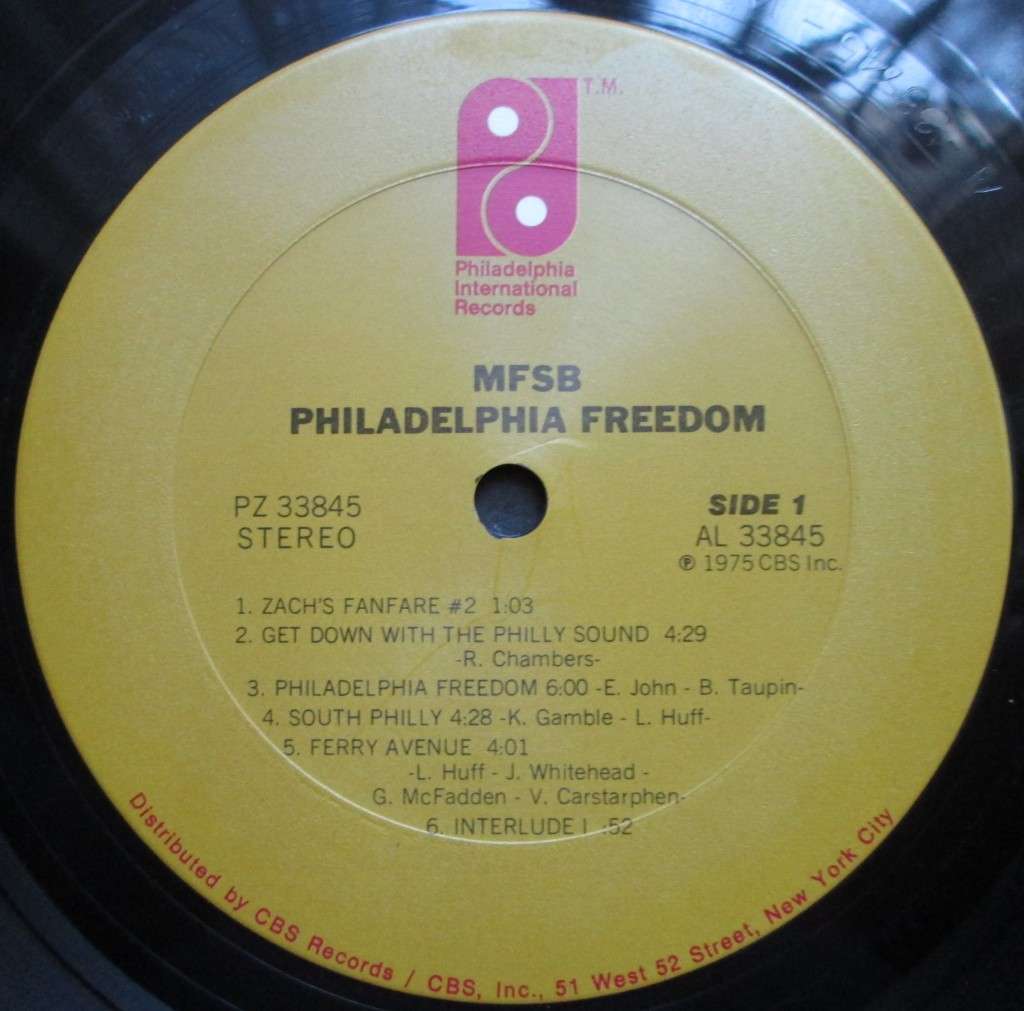 T.M.
Philadelphia
International
Records
MFSB
PHILADELPHIA FREEDOM
PZ 33845
STEREO
SIDE 1
AL 33845
℗ 1975 CBS Inc.
1. ZACH'S FANFARE #2 1:03
2. GET DOWN WITH THE PHILLY SOUND 4:29
-R. Chambers-
3. PHILADELPHIA FREEDOM 6:00 -E. John - B. Taupin-
4. SOUTH PHILLY 4:28 -K. Gamble - L. Huff-
5. FERRY AVENUE 4:01
-L. Huff - J. Whitehead -
G. McFadden - V. Carstarphen-
6. INTERLUDE I :52
Distributed by CBS Records / CBS, Inc., 51 West 52 Street, New York City